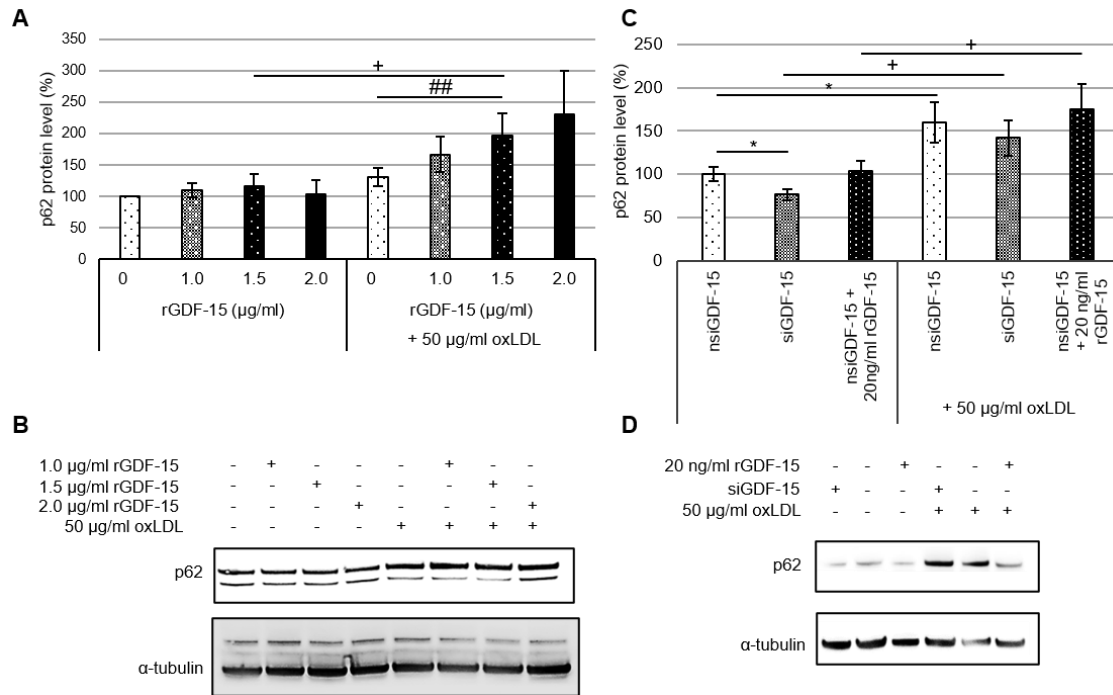 A
p62 protein level (%)
350
300
250
200
150
100
50
0
+
##
0 1.0 1.5 2.0 0 1.0 1.5 2.0
rGDF-15 (µg/ml) rGDF-15 (µg/ml)
+ 50 µg/ml oxLDL
C
p62 protein level (%)
250
200
150
100
50
0
+
+
*
*
nsiGDF-15
siGDF-15
nsiGDF-15 +
20ng/ml rGDF-15
nsiGDF-15
siGDF-15
nsiGDF-15
+ 20 ng/ml
rGDF-15
+ 50 µg/ml oxLDL
B
1.0 µg/ml rGDF-15 - + - - - + - -
1.5 µg/ml rGDF-15 - - + - - - + -
2.0 µg/ml rGDF-15 - - - + - - - +
50 µg/ml oxLDL - - - - + + + +
p62
α-tubulin
D
20 ng/ml rGDF-15 - - + - - +
siGDF-15 + - - + - -
50 µg/ml oxLDL - - - + + +
p62
α-tubulin